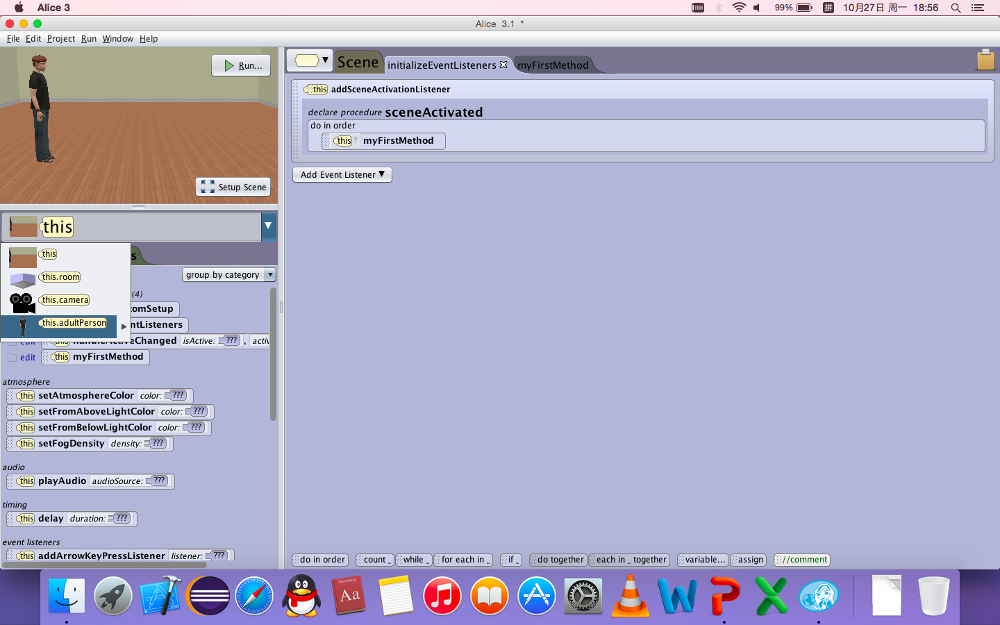 Alice 3
99%
拼
10月27日 周一 18:56
Alice 3.1 *
File Edit Project Run Window Help
Run...
Setup Scene
this
this
this.room
this.camera
this.adultPerson
s
group by category
(4)
tomSetup
ntListeners
edit this handleActiveChanged isActive: ??? , activ
edit this myFirstMethod
atmosphere
this setAtmosphereColor color: ???
this setFromAboveLightColor color: ???
this setFromBelowLightColor color: ???
this setFogDensity density: ???
audio
this playAudio audioSource: ???
timing
this delay duration: ???
event listeners
this addArrowKeyPressListener listener: ???
Scene initializeEventListeners myFirstMethod
this addSceneActivationListener
declare procedure sceneActivated
do in order
this myFirstMethod
Add Event Listener
do in order count _ while _ for each in _ if _ do together each in _ together variable... assign //comment
Dictionary
Aa